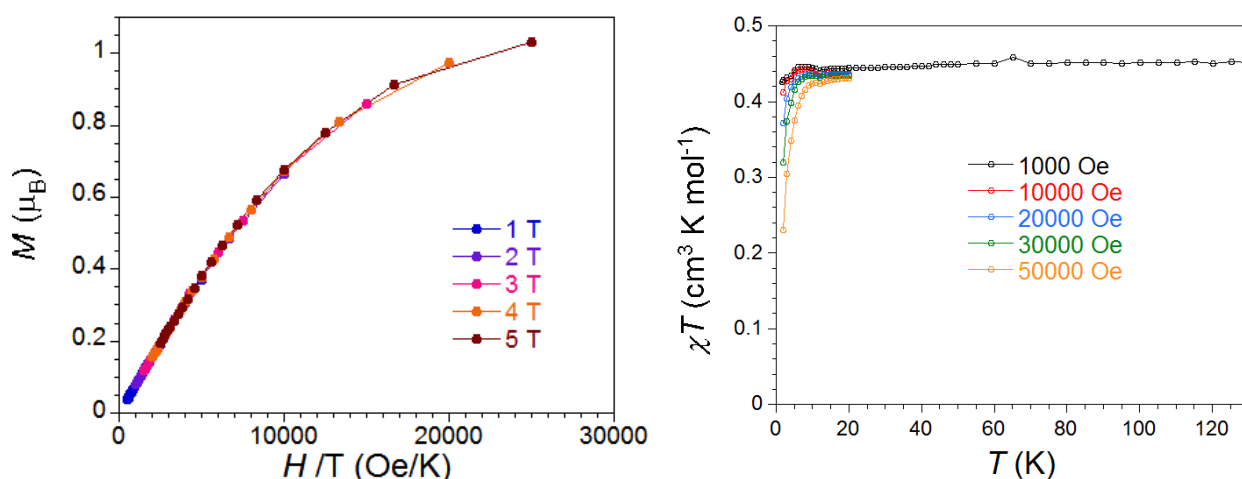 1
0.8
0.6
0.4
0.2
0
M (μB)
1 T
2 T
3 T
4 T
5 T
0 10000 20000 30000
H /T (Oe/K)
0.5
0.4
0.3
0.2
0.1
0
χT (cm³ K mol⁻¹)
1000 Oe
10000 Oe
20000 Oe
30000 Oe
50000 Oe
0 20 40 60 80 100 120
T (K)